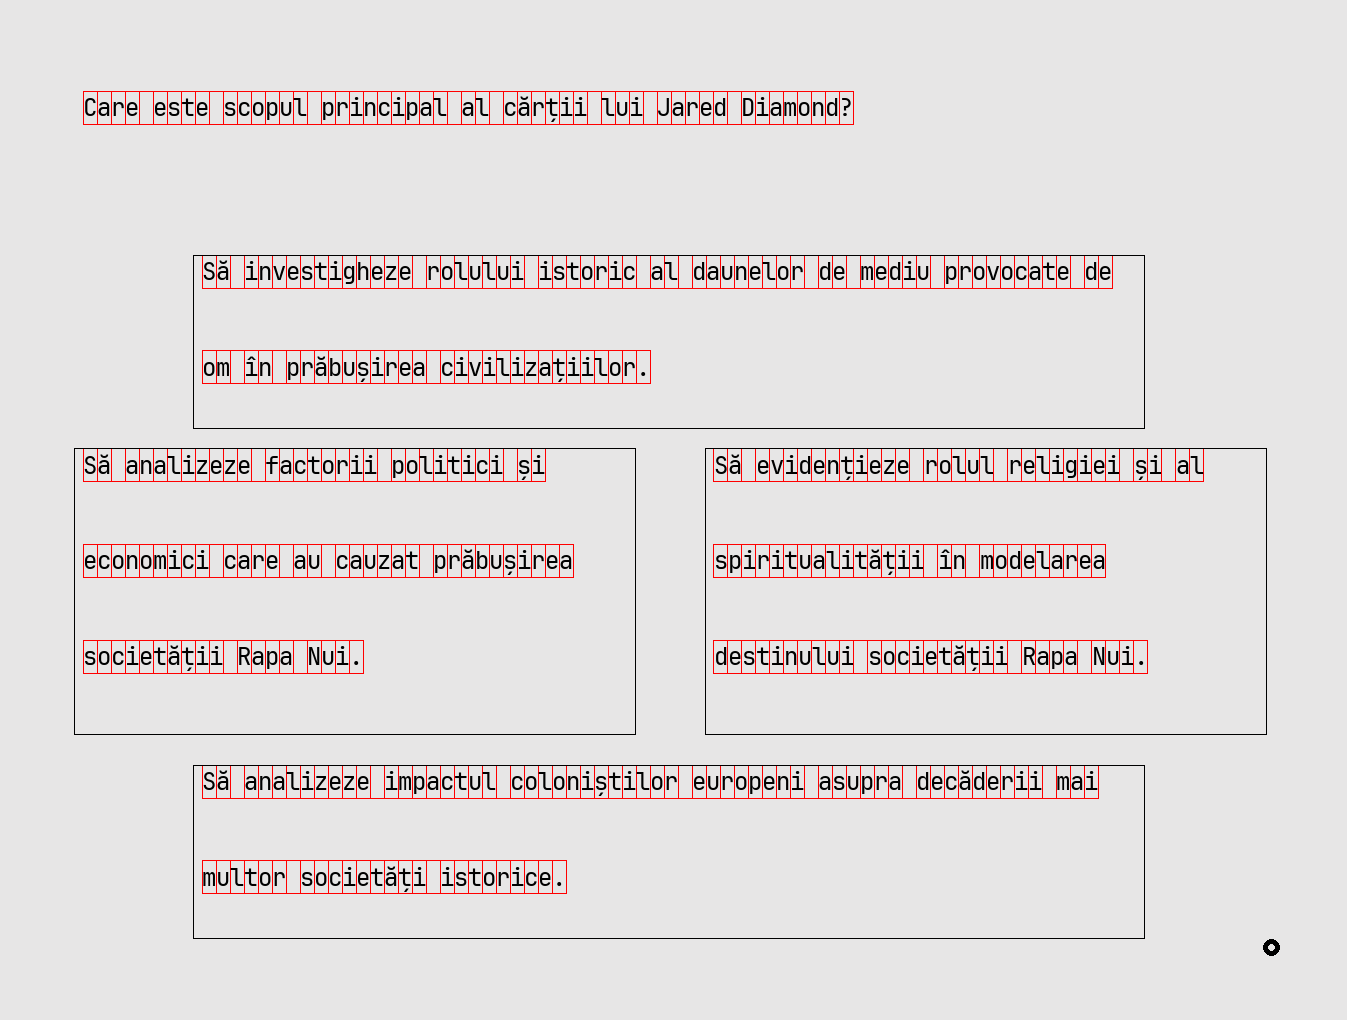 Care este scopul principal al cărții lui Jared Diamond?
Să investigheze rolului istoric al daunelor de mediu provocate de
om în prăbușirea civilizațiilor.
Să analizeze factorii politici și
economici care au cauzat prăbușirea
societății Rapa Nui.
Să evidențieze rolul religiei și al
spiritualității în modelarea
destinului societății Rapa Nui.
Să analizeze impactul coloniștilor europeni asupra decăderii mai
multor societăți istorice.